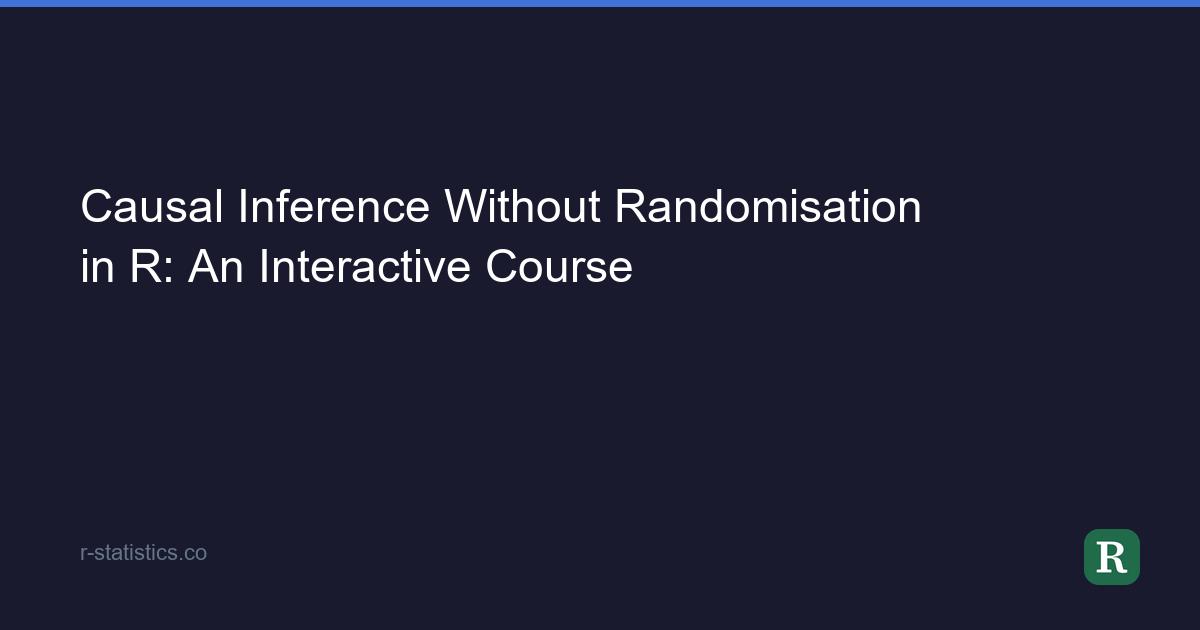 Causal Inference Without Randomisation
in R: An Interactive Course
r-statistics.co
R